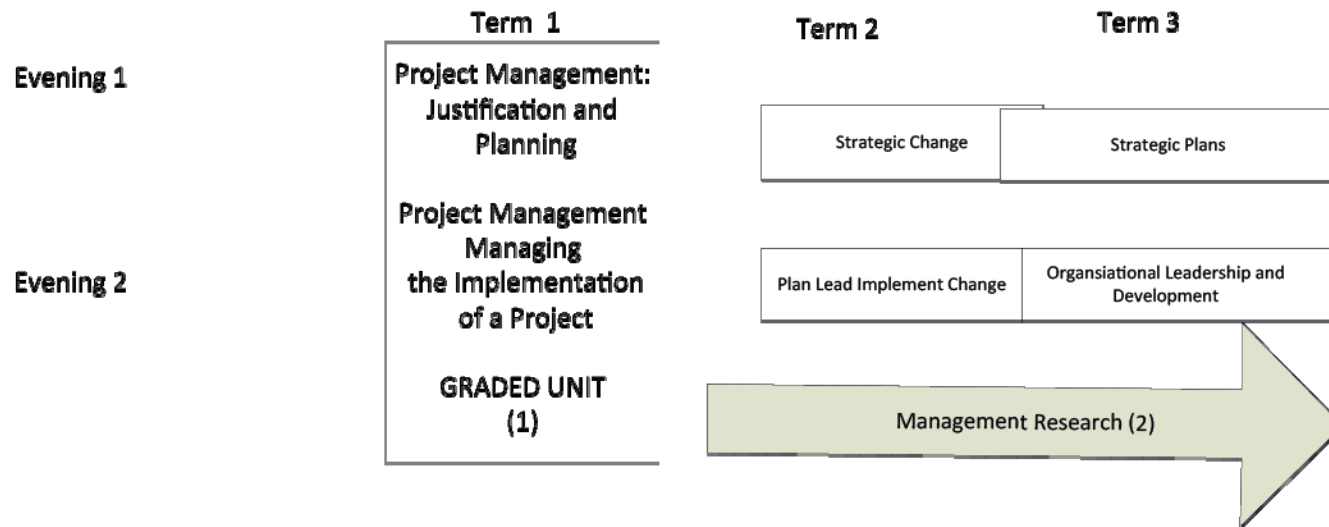 Term 1
Term 2
Term 3
Evening 1
Project Management:
Justification and
Planning
Strategic Change
Strategic Plans
Evening 2
Project Management
Managing
the Implementation
of a Project
Plan Lead Implement Change
Organsiational Leadership and
Development
GRADED UNIT
(1)
Management Research (2)